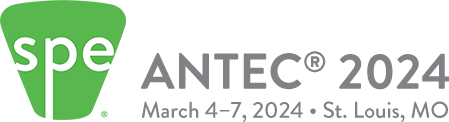 spe®
ANTEC® 2024
March 4–7, 2024 • St. Louis, MO